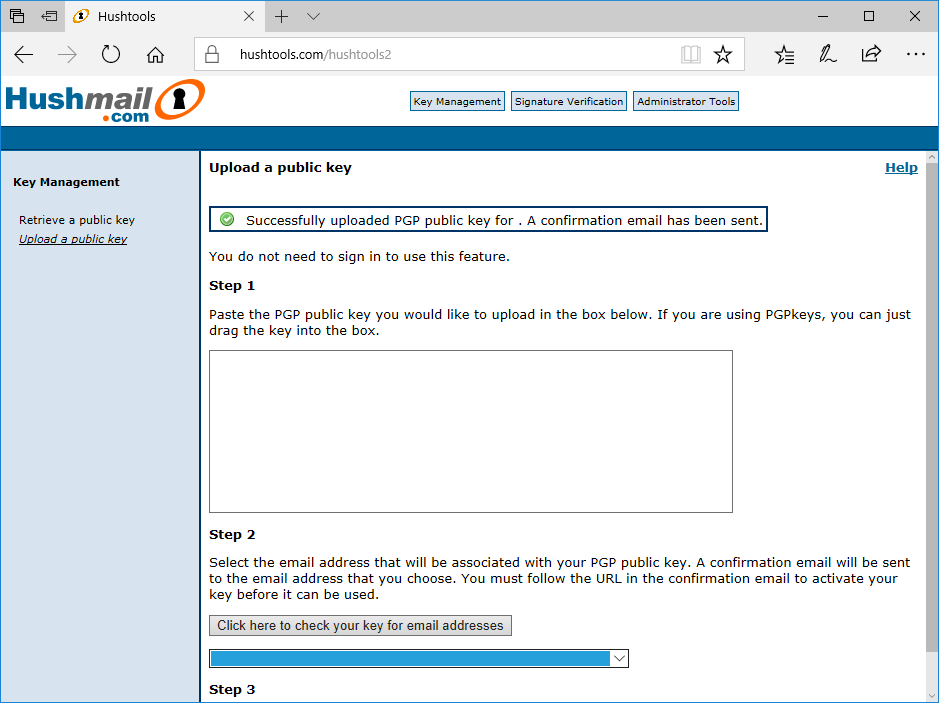 Hushtools
hushtools.com/hushtools2
Hushmail
.com
Key Management
Signature Verification
Administrator Tools
Key Management
Retrieve a public key
Upload a public key
Upload a public key
Help
Successfully uploaded PGP public key for . A confirmation email has been sent.
You do not need to sign in to use this feature.
Step 1
Paste the PGP public key you would like to upload in the box below. If you are using PGPkeys, you can just
drag the key into the box.
Step 2
Select the email address that will be associated with your PGP public key. A confirmation email will be sent
to the email address that you choose. You must follow the URL in the confirmation email to activate your
key before it can be used.
Click here to check your key for email addresses
Step 3